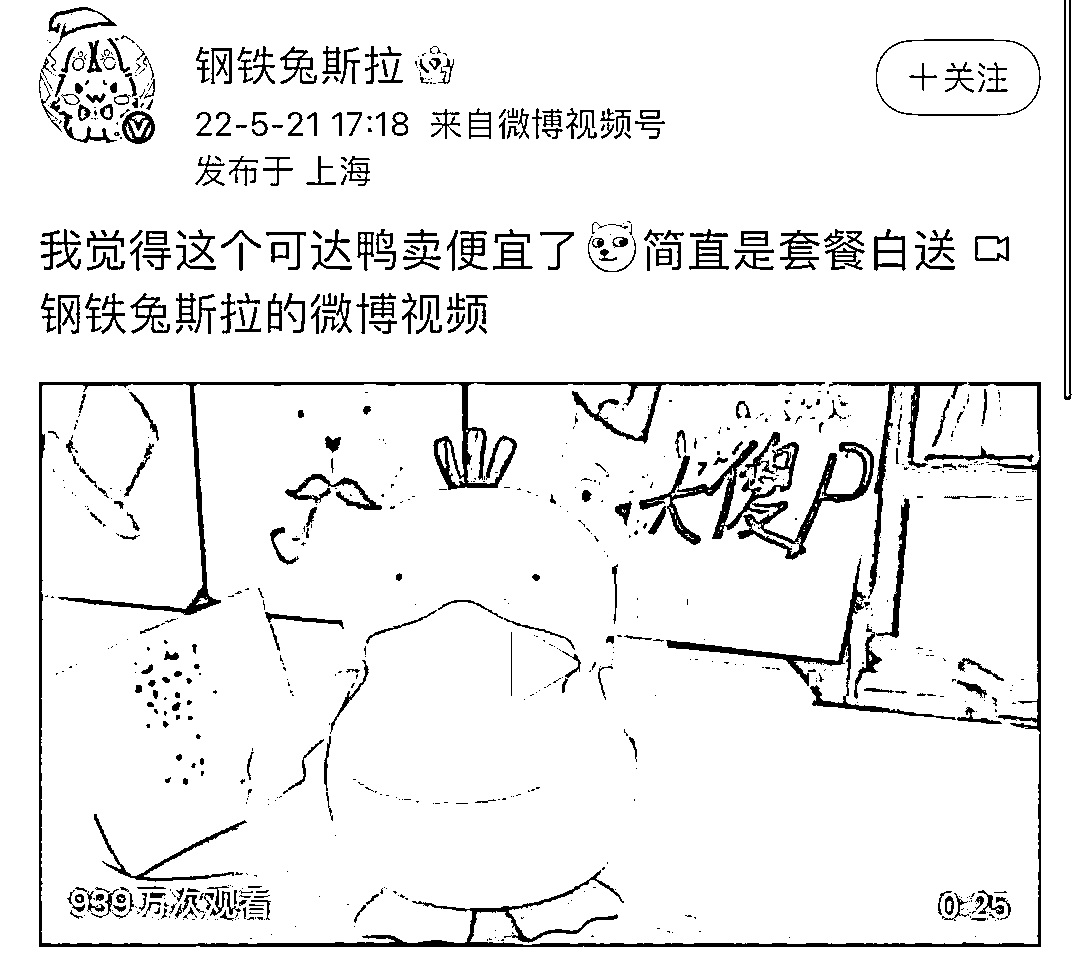 钢铁兔斯拉
+关注
22-5-21 17:18 来自微博视频号
发布于 上海
我觉得这个可达鸭卖便宜了简直是套餐白送
钢铁兔斯拉的微博视频
大傻P
939万次观看
0:25